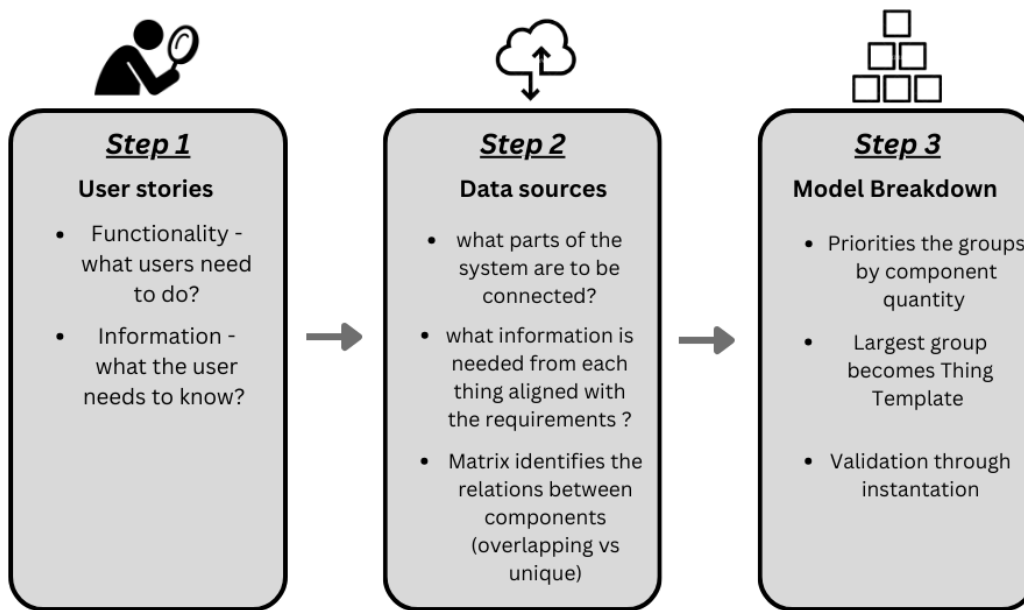 Step 1
User stories
• Functionality -
what users need
to do?
• Information -
what the user
needs to know?
Step 2
Data sources
• what parts of the
system are to be
connected?
• what information is
needed from each
thing aligned with
the requirements ?
• Matrix identifies the
relations between
components
(overlapping vs
unique)
Step 3
Model Breakdown
• Priorities the groups
by component
quantity
• Largest group
becomes Thing
Template
• Validation through
instantation